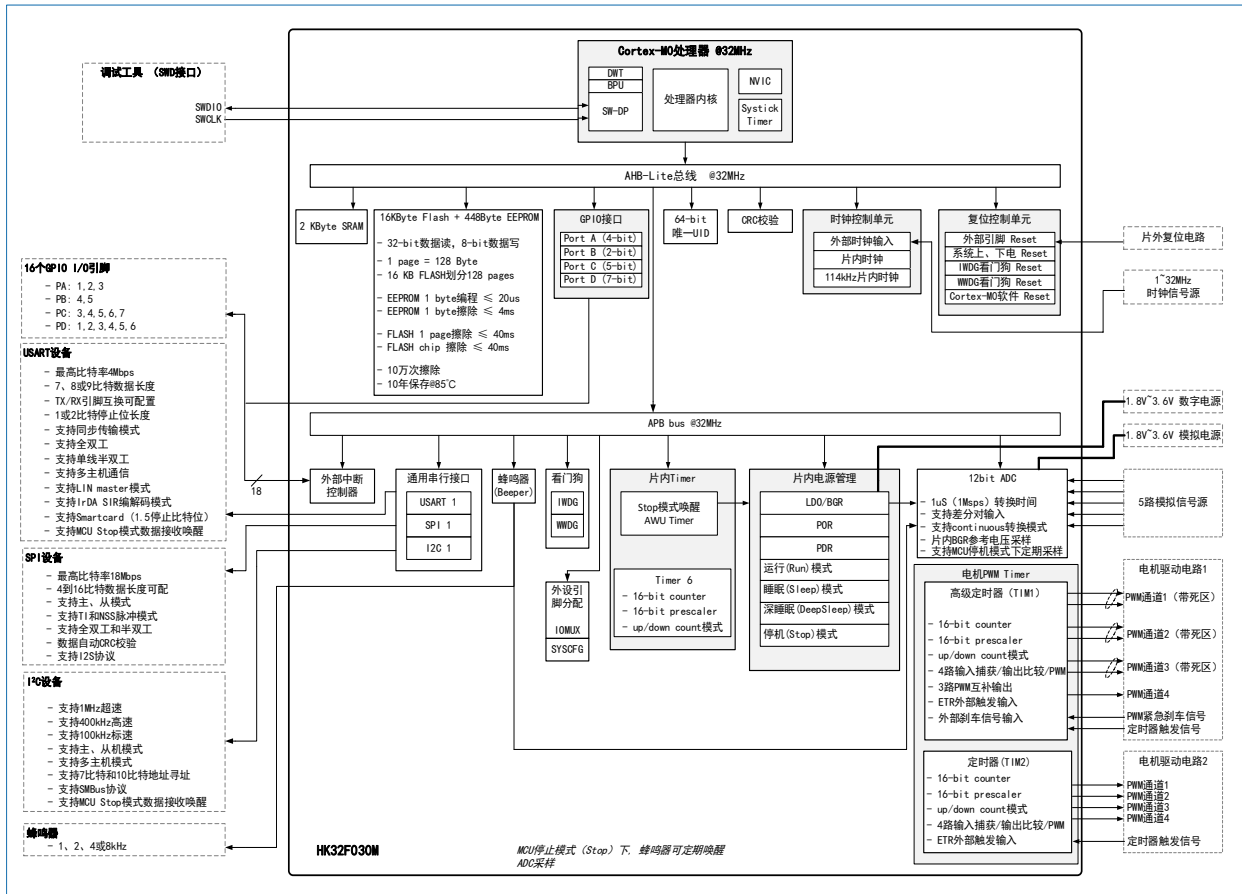 Cortex-M0处理器 @32MHz
DWT
BPU
SW-DP
处理器内核
NVIC
Systick
Timer
调试工具 (SWD接口)
SWDIO
SWCLK
AHB-Lite总线 @32MHz
2 KByte SRAM
16KByte Flash + 448Byte EEPROM
- 32-bit数据读, 8-bit数据写
- 1 page = 128 Byte
- 16 KB FLASH划分128 pages
- EEPROM 1 byte编程 ≤ 20us
- EEPROM 1 byte擦除 ≤ 4ms
- FLASH 1 page擦除 ≤ 40ms
- FLASH chip 擦除 ≤ 40ms
- 10万次擦除
- 10年保存@85℃
GPIO接口
Port A (4-bit)
Port B (2-bit)
Port C (5-bit)
Port D (7-bit)
64-bit
唯一UID
CRC校验
时钟控制单元
外部时钟输入
片内时钟
114kHz片内时钟
复位控制单元
外部引脚 Reset
系统上、下电 Reset
IWDG看门狗 Reset
WWDG看门狗 Reset
Cortex-M0软件 Reset
片外复位电路
1~32MHz
时钟信号源
16个GPIO I/O引脚
- PA: 1,2,3
- PB: 4,5
- PC: 3,4,5,6,7
- PD: 1,2,3,4,5,6
USART设备
- 最高比特率4Mbps
- 7、8或9比特数据长度
- TX/RX引脚互换可配置
- 1或2比特停止位长度
- 支持同步传输模式
- 支持全双工
- 支持单线半双工
- 支持多主机通信
- 支持LIN master模式
- 支持IrDA SIR编解码模式
- 支持Smartcard (1.5停止比特位)
- 支持MCU Stop模式数据接收唤醒
SPI设备
- 最高比特率18Mbps
- 4到16比特数据长度可配
- 支持主、从模式
- 支持TI和NSS脉冲模式
- 支持全双工和半双工
- 数据自动CRC校验
- 支持I2S协议
I²C设备
- 支持1MHz超速
- 支持400kHz高速
- 支持100kHz标速
- 支持主、从机模式
- 支持多主机模式
- 支持7比特和10比特地址寻址
- 支持SMBus协议
- 支持MCU Stop模式数据接收唤醒
蜂鸣器
- 1、2、4或8kHz
18
APB bus @32MHz
外部中断
控制器
通用串行接口
USART 1
SPI 1
I2C 1
蜂鸣器
(Beeper)
看门狗
IWDG
WWDG
外设引
脚分配
IOMUX
SYSCFG
片内Timer
Stop模式唤醒
AWU Timer
Timer 6
- 16-bit counter
- 16-bit prescaler
- up/down count模式
片内电源管理
LDO/BGR
POR
PDR
运行(Run)模式
睡眠(Sleep)模式
深睡眠(DeepSleep)模式
停机(Stop)模式
12bit ADC
- 1uS (1Msps) 转换时间
- 支持差分对输入
- 支持continuous转换模式
- 片内BGR参考电压采样
- 支持MCU停机模式下定期采样
1.8V~3.6V 数字电源
1.8V~3.6V 模拟电源
5路模拟信号源
电机PWM Timer
高级定时器 (TIM1)
- 16-bit counter
- 16-bit prescaler
- up/down count模式
- 4路输入捕获/输出比较/PWM
- 3路PWM互补输出
- ETR外部触发输入
- 外部刹车信号输入
定时器(TIM2)
- 16-bit counter
- 16-bit prescaler
- up/down count模式
- 4路输入捕获/输出比较/PWM
- ETR外部触发输入
电机驱动电路1
PWM通道1 (带死区)
PWM通道2 (带死区)
PWM通道3 (带死区)
PWM通道4
PWM紧急刹车信号
定时器触发信号
电机驱动电路2
PWM通道1
PWM通道2
PWM通道3
PWM通道4
定时器触发信号
HK32F030M
MCU停止模式 (Stop) 下, 蜂鸣器可定期唤醒
ADC采样